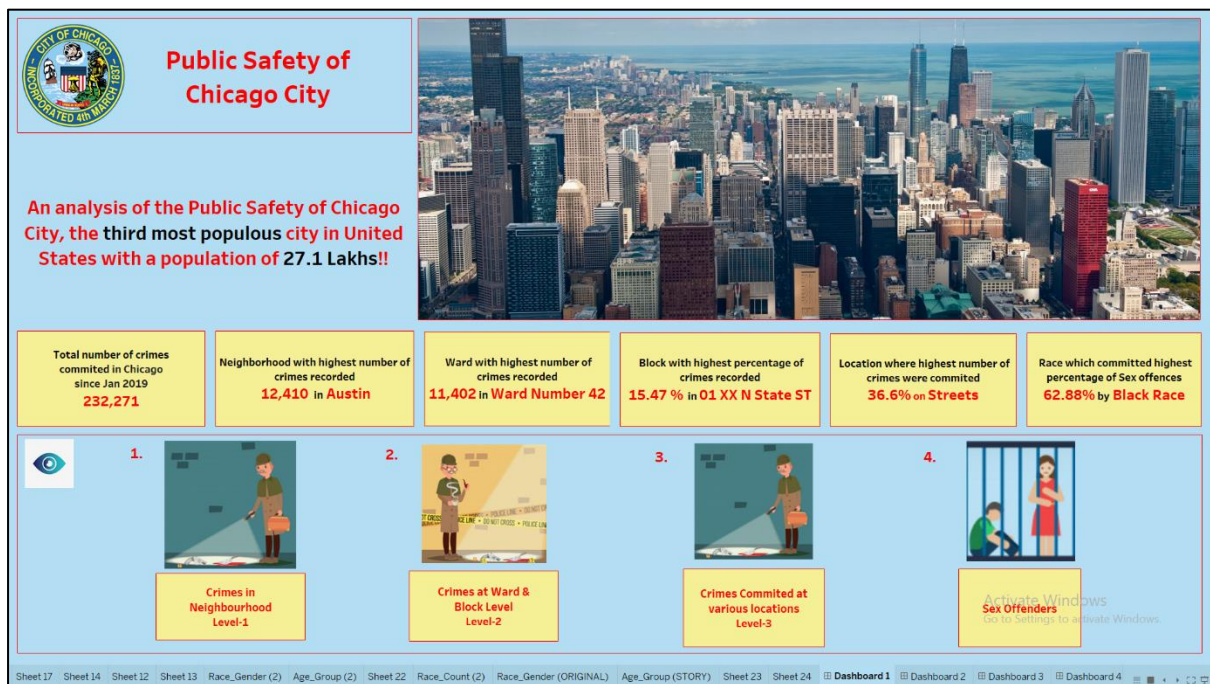 CITY OF CHICAGO
INCORPORATED 4th MARCH 1837
Public Safety of
Chicago City
An analysis of the Public Safety of Chicago
City, the third most populous city in United
States with a population of 27.1 Lakhs!!
Total number of crimes
commited in Chicago
since Jan 2019
232,271
Neighborhood with highest number of
crimes recorded
12,410 in Austin
Ward with highest number of
crimes recorded
11,402 in Ward Number 42
Block with highest percentage of
crimes recorded
15.47 % in 01 XX N State ST
Location where highest number of
crimes were commited
36.6% on Streets
Race which committed highest
percentage of Sex offences
62.88% by Black Race
1.
2.
3.
4.
POLICE LINE • DO NOT CROSS • POLICE LINE
Crimes in
Neighbourhood
Level-1
Crimes at Ward &
Block Level
Level-2
Crimes Commited at
various locations
Level-3
Sex Offenders
Activate Windows
Go to Settings to activate Windows.
Sheet 17 Sheet 14 Sheet 12 Sheet 13 Race_Gender (2) Age_Group (2) Sheet 22 Race_Count (2) Race_Gender (ORIGINAL) Age_Group (STORY) Sheet 23 Sheet 24 Dashboard 1 Dashboard 2 Dashboard 3 Dashboard 4